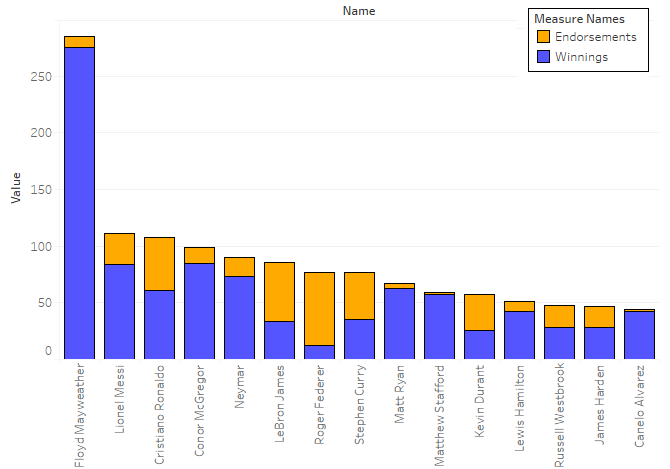 Name
Measure Names
Endorsements
Winnings
Value
250
200
150
100
50
0
Floyd Mayweather
Lionel Messi
Cristiano Ronaldo
Conor McGregor
Neymar
LeBron James
Roger Federer
Stephen Curry
Matt Ryan
Matthew Stafford
Kevin Durant
Lewis Hamilton
Russell Westbrook
James Harden
Canelo Alvarez